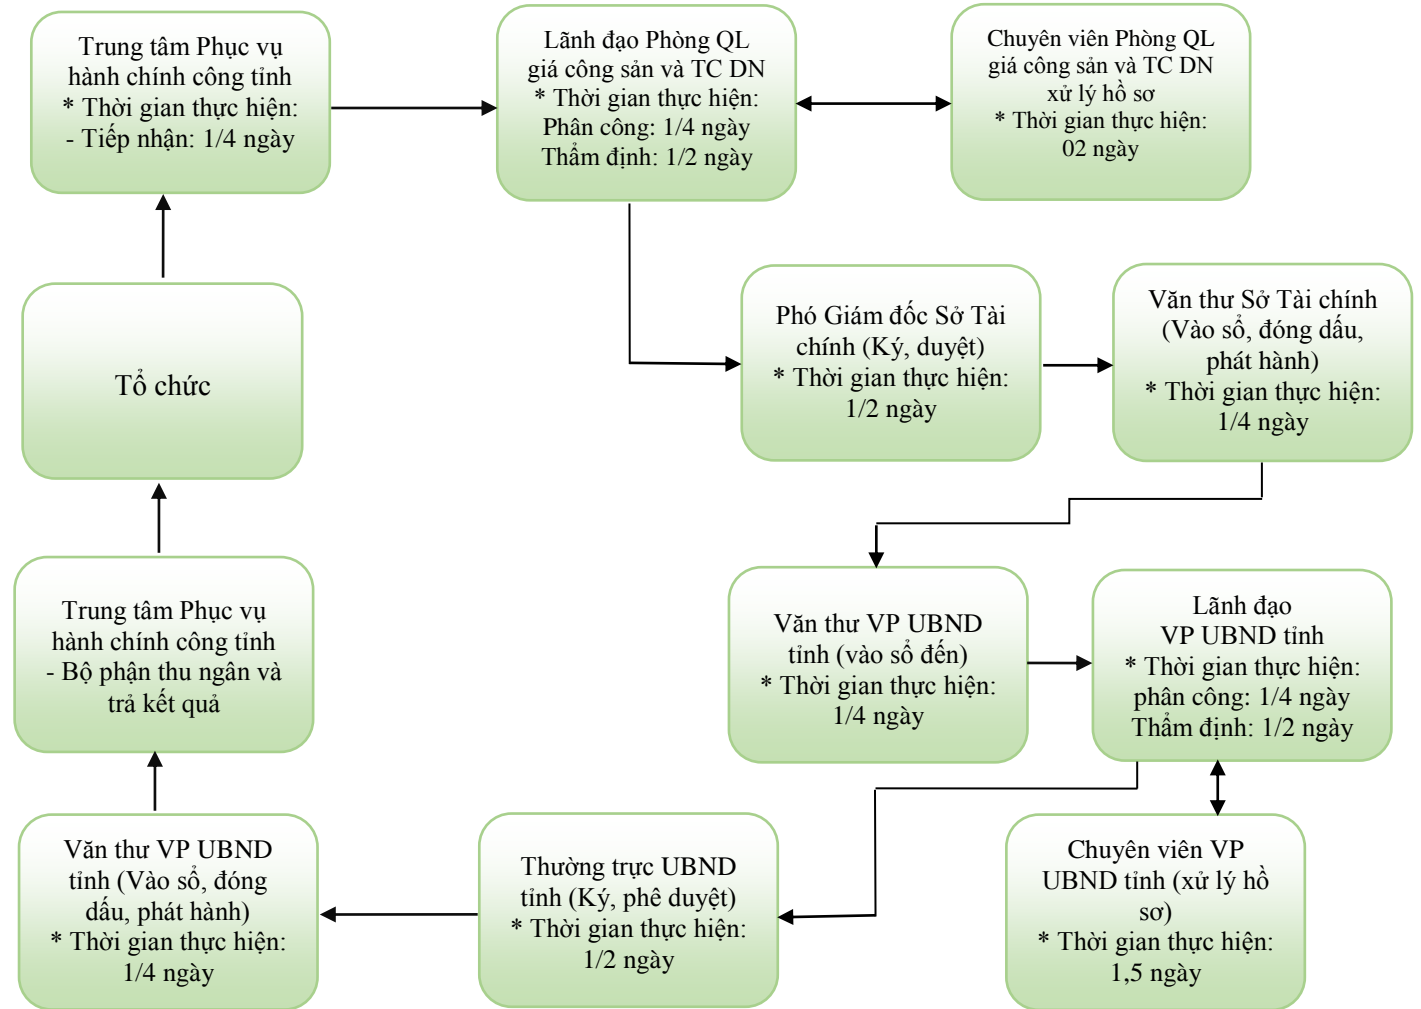 Trung tâm Phục vụ
hành chính công tỉnh
* Thời gian thực hiện:
- Tiếp nhận: 1/4 ngày
Lãnh đạo Phòng QL
giá công sản và TC DN
* Thời gian thực hiện:
Phân công: 1/4 ngày
Thẩm định: 1/2 ngày
Chuyên viên Phòng QL
giá công sản và TC DN
xử lý hồ sơ
* Thời gian thực hiện:
02 ngày
Tổ chức
Phó Giám đốc Sở Tài
chính (Ký, duyệt)
* Thời gian thực hiện:
1/2 ngày
Văn thư Sở Tài chính
(Vào sổ, đóng dấu,
phát hành)
* Thời gian thực hiện:
1/4 ngày
Trung tâm Phục vụ
hành chính công tỉnh
- Bộ phận thu ngân và
trả kết quả
Văn thư VP UBND
tỉnh (vào sổ đến)
* Thời gian thực hiện:
1/4 ngày
Lãnh đạo
VP UBND tỉnh
* Thời gian thực hiện:
phân công: 1/4 ngày
Thẩm định: 1/2 ngày
Văn thư VP UBND
tỉnh (Vào sổ, đóng
dấu, phát hành)
* Thời gian thực hiện:
1/4 ngày
Thường trực UBND
tỉnh (Ký, phê duyệt)
* Thời gian thực hiện:
1/2 ngày
Chuyên viên VP
UBND tỉnh (xử lý hồ
sơ)
* Thời gian thực hiện:
1,5 ngày